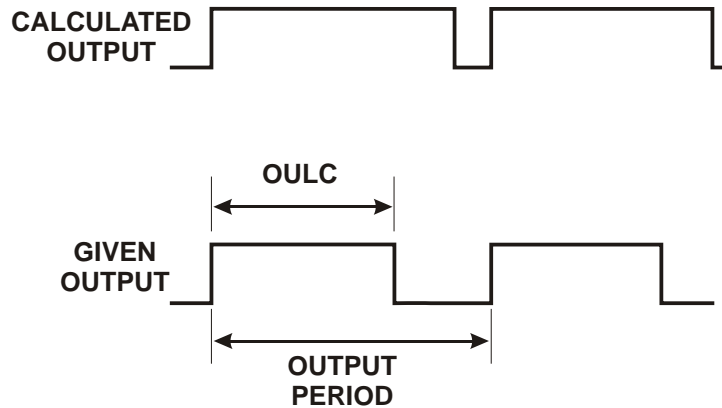 CALCULATED
OUTPUT
OULC
GIVEN
OUTPUT
OUTPUT
PERIOD